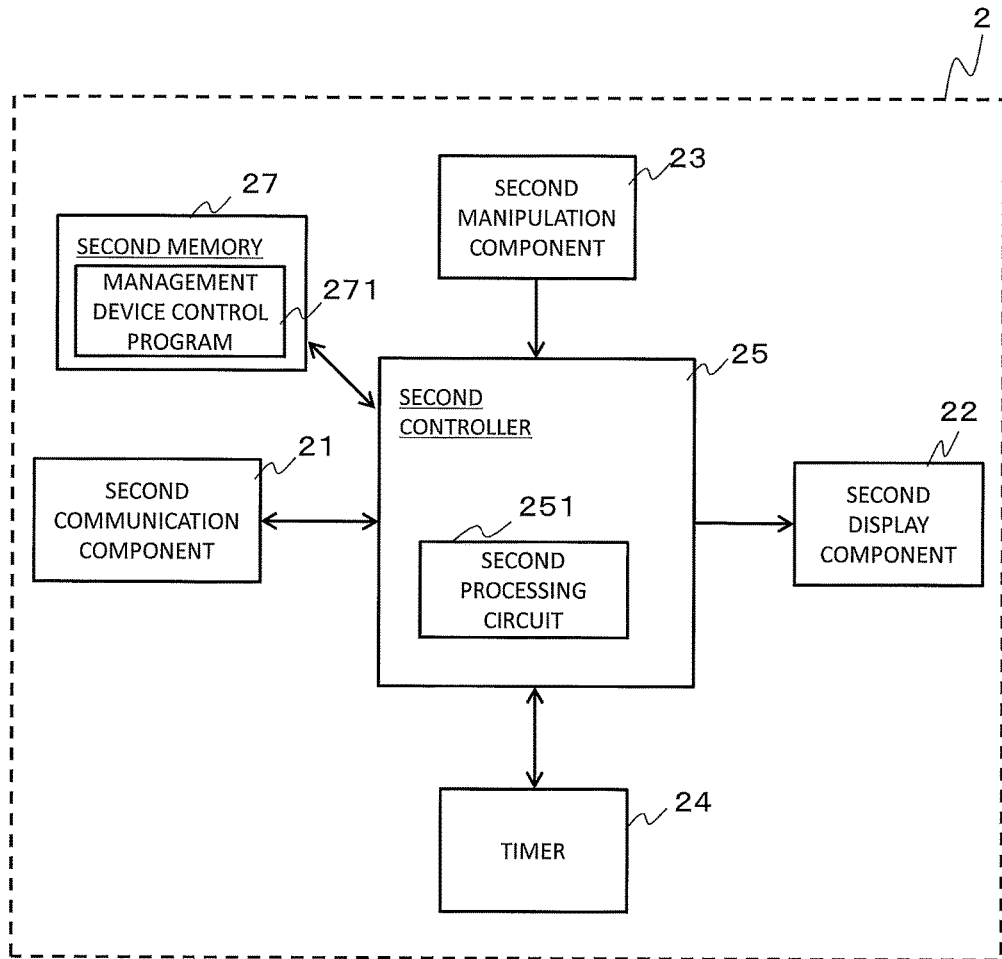 2
23
SECOND
MANIPULATION
COMPONENT
27
SECOND MEMORY
MANAGEMENT
DEVICE CONTROL
PROGRAM
271
25
SECOND
CONTROLLER
21
SECOND
COMMUNICATION
COMPONENT
22
SECOND
DISPLAY
COMPONENT
251
SECOND
PROCESSING
CIRCUIT
24
TIMER